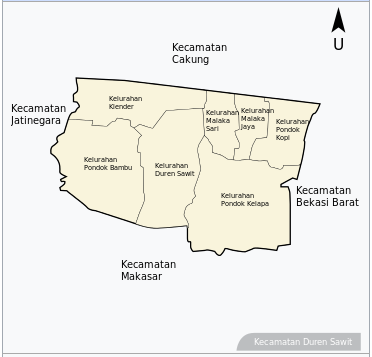 U
Kecamatan
Cakung
Kecamatan
Jatinegara
Kelurahan
Klender
Kelurahan
Malaka
Sari
Kelurahan
Malaka
Jaya
Kelurahan
Pondok
Kopi
Kelurahan
Pondok Bambu
Kelurahan
Duren Sawit
Kelurahan
Pondok Kelapa
Kecamatan
Bekasi Barat
Kecamatan
Makasar
Kecamatan Duren Sawit